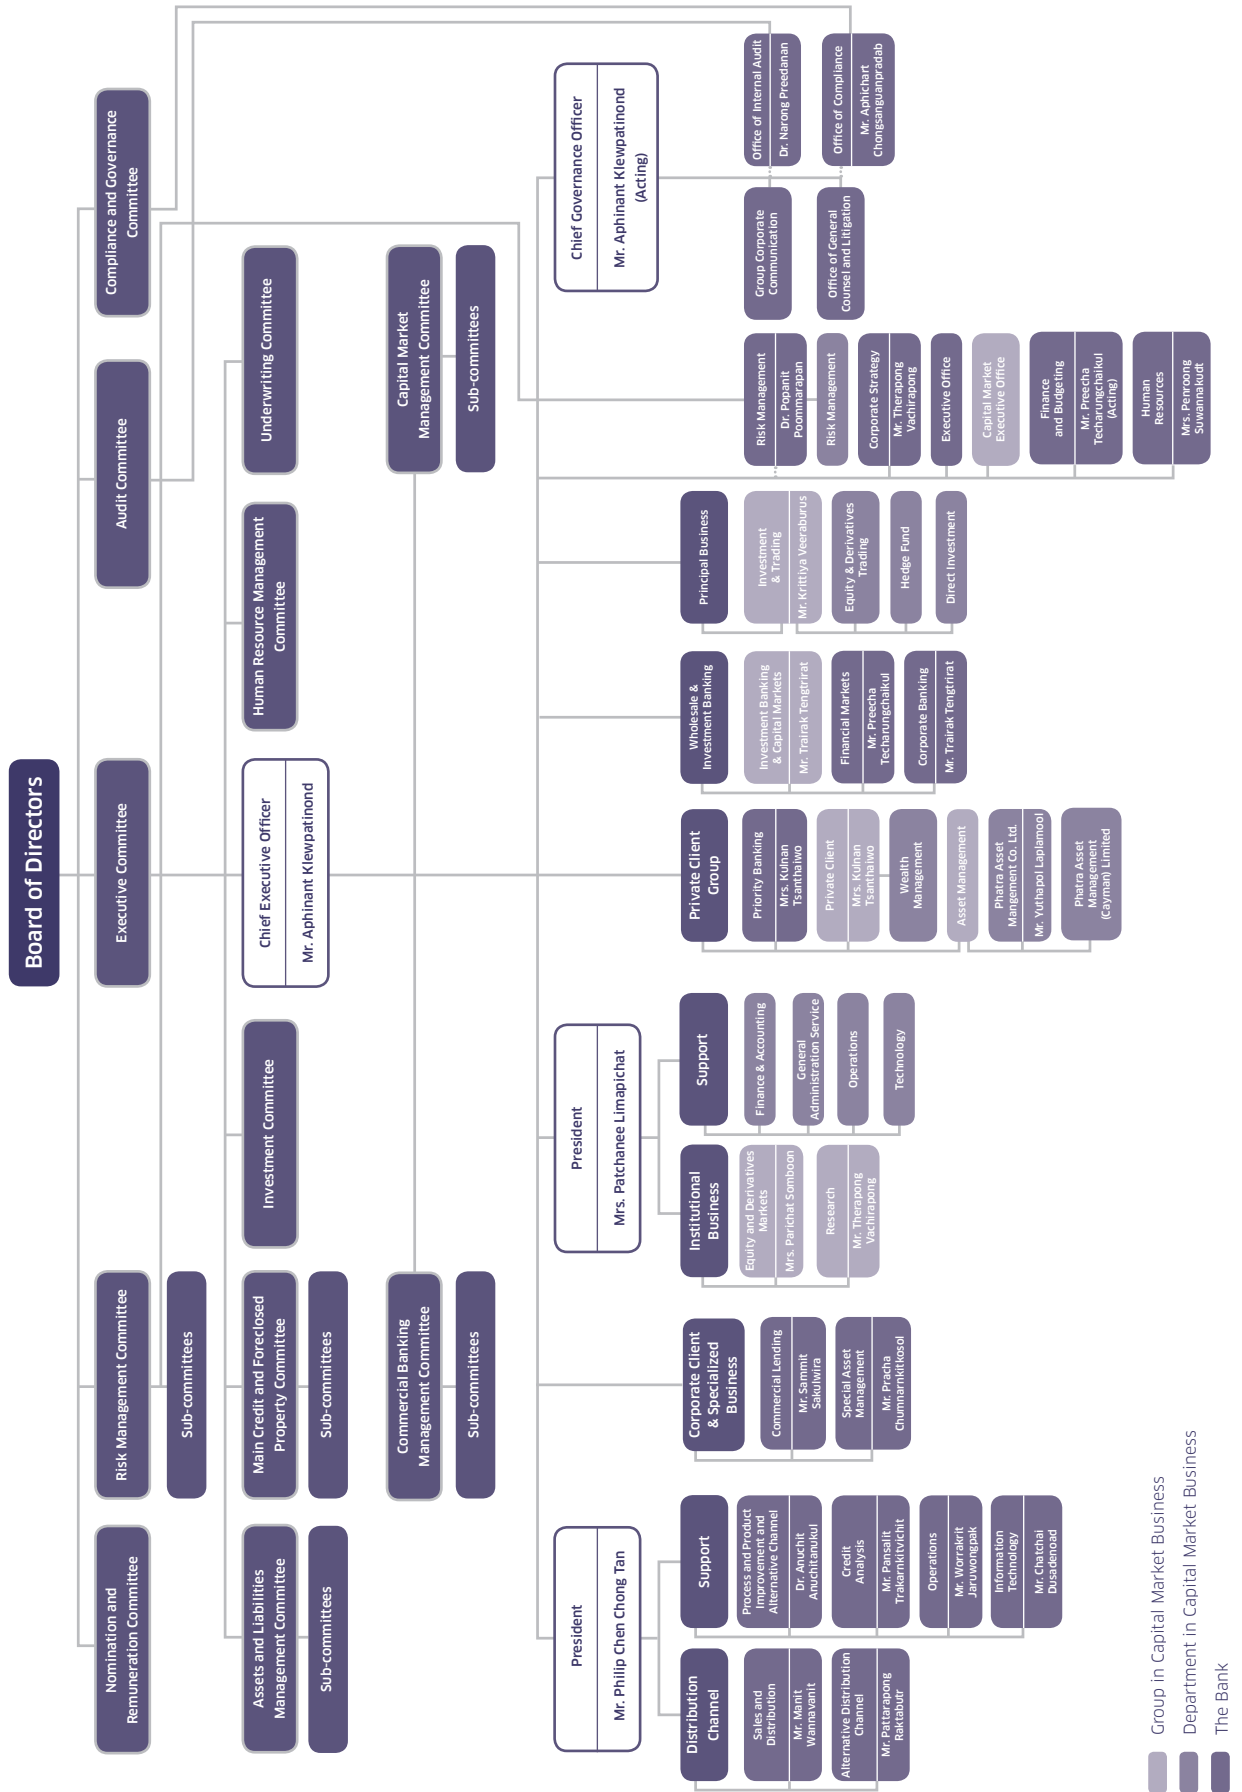 Board of Directors
Nomination and
Remuneration Committee
Risk Management Committee
Sub-committees
Executive Committee
Audit Committee
Compliance and Governance
Committee
Assets and Liabilities
Management Committee
Sub-committees
Main Credit and Foreclosed
Property Committee
Sub-committees
Investment Committee
Chief Executive Officer
Mr. Aphinant Klewpatinond
Human Resource Management
Committee
Underwriting Committee
Commercial Banking
Management Committee
Sub-committees
Capital Market
Management Committee
Sub-committees
President
Mr. Philip Chen Chong Tan
President
Mrs. Patchanee Limapichat
Chief Governance Officer
Mr. Aphinant Klewpatinond
(Acting)
Distribution
Channel
Sales and
Distribution
Mr. Manit
Wannavanit
Alternative Distribution
Channel
Mr. Pattarapong
Raktabutr
Support
Process and Product
Improvement and
Alternative Channel
Dr. Anuchit
Anuchitanukul
Credit
Analysis
Mr. Pansalit
Trakarnkitvichit
Operations
Mr. Worrakrit
Jaruwongpak
Information
Technology
Mr. Chatchai
Dusadenoad
Corporate Client
& Specialized
Business
Commercial Lending
Mr. Sammit
Sakulwira
Special Asset
Management
Mr. Pracha
Chumnarnkitkosol
Institutional
Business
Equity and Derivatives
Markets
Mrs. Parichat Somboon
Research
Mr. Therapong
Vachirapong
Support
Finance & Accounting
General
Administration Service
Operations
Technology
Private Client
Group
Priority Banking
Mrs. Kulnan
Tsanthaiwo
Private Client
Mrs. Kulnan
Tsanthaiwo
Wealth
Management
Asset Management
Phatra Asset
Mangement Co. Ltd.
Mr. Yuthapol Laplamool
Phatra Asset
Management
(Cayman) Limited
Wholesale &
Investment Banking
Investment Banking
& Capital Markets
Mr. Trairak Tengtrirat
Financial Markets
Mr. Preecha
Techarungchaikul
Corporate Banking
Mr. Trairak Tengtrirat
Principal Business
Investment
& Trading
Mr. Krittiya Veeraburus
Equity & Derivatives
Trading
Hedge Fund
Direct Investment
Risk Management
Dr. Popanit
Poommarapan
Risk Management
Corporate Strategy
Mr. Therapong
Vachirapong
Executive Office
Capital Market
Executive Office
Finance
and Budgeting
Mr. Preecha
Techarungchaikul
(Acting)
Human
Resources
Mrs. Penroong
Suwannakudt
Group Corporate
Communication
Office of General
Counsel and Litigation
Office of Internal Audit
Dr. Narong Preedanan
Office of Compliance
Mr. Aphichart
Chongsanguanpradab
Group in Capital Market Business
Department in Capital Market Business
The Bank